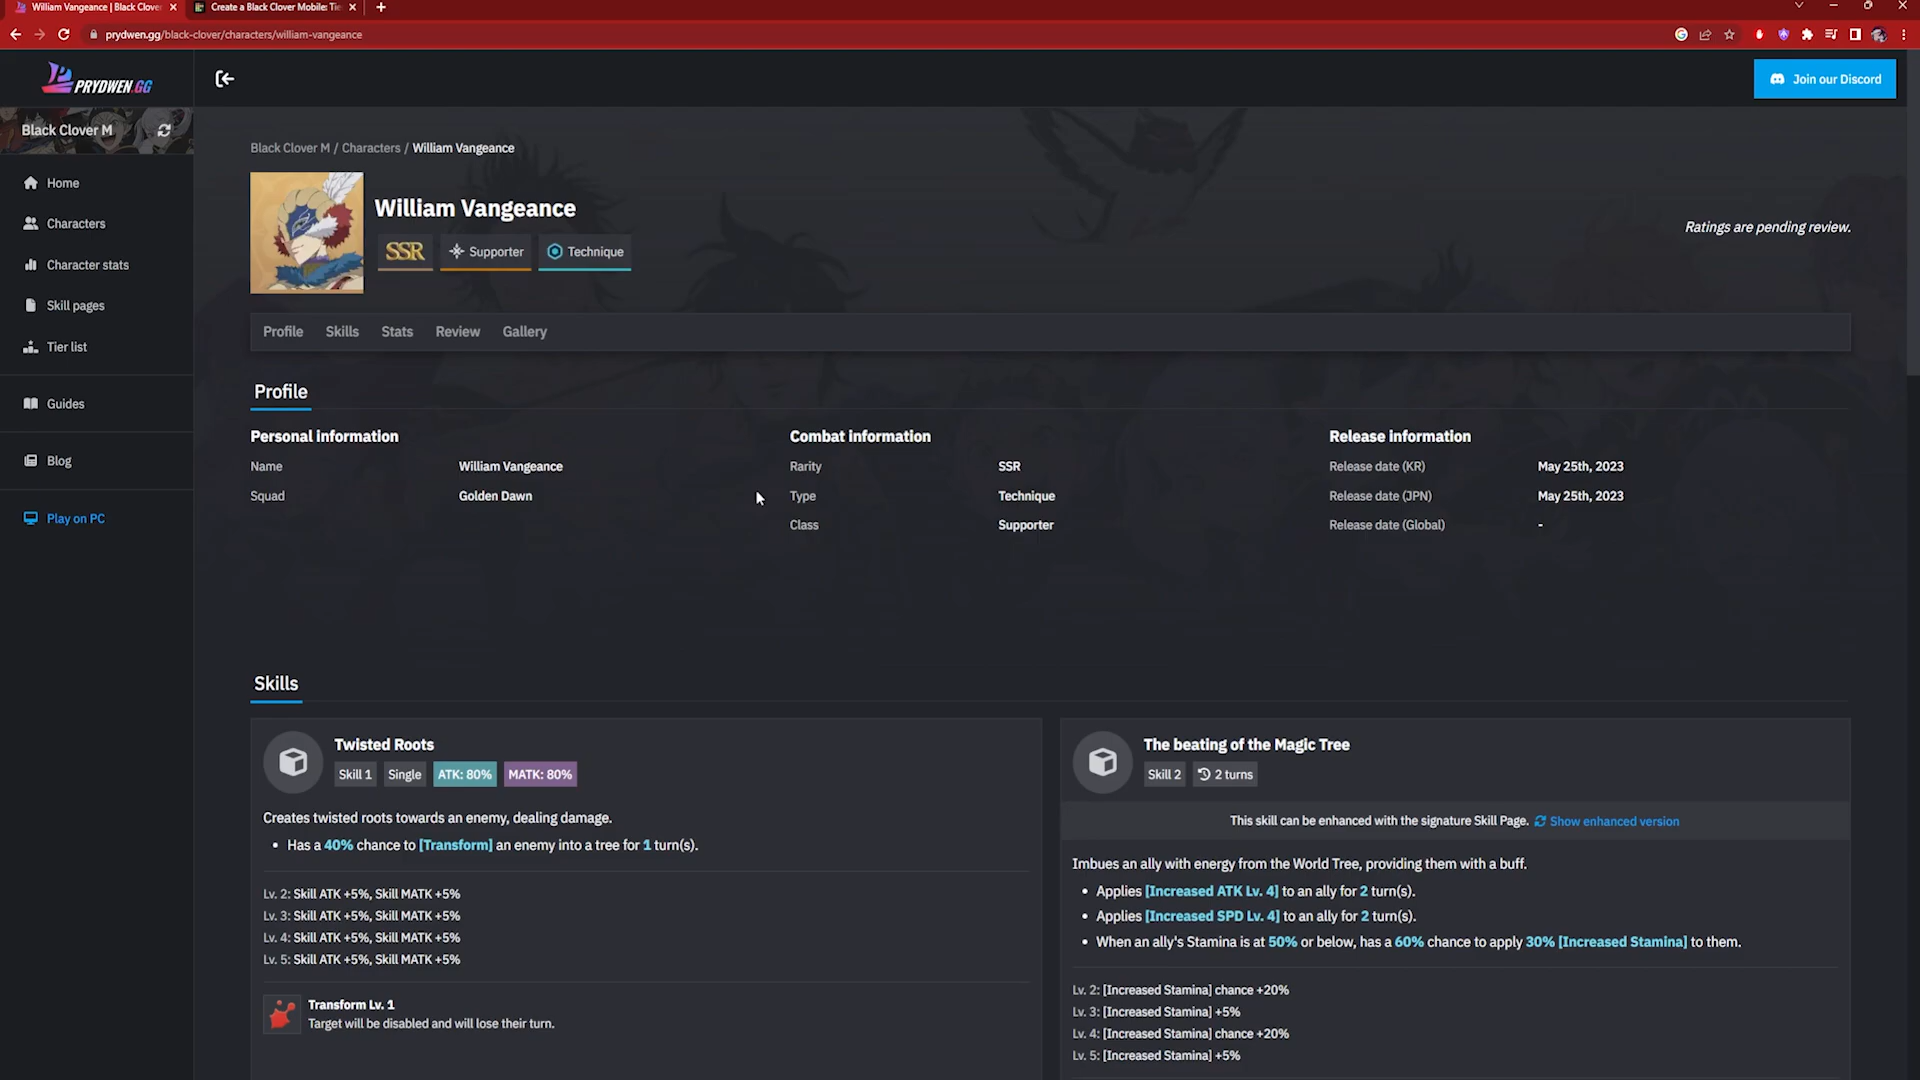 William Vangeance | Black Clover
Create a Black Clover Mobile: Tie
prydwen.gg/black-clover/characters/william-vangeance
PRYDWEN.GG
Join our Discord
Black Clover M
Home
Characters
Character stats
Skill pages
Tier list
Guides
Blog
Play on PC
Black Clover M / Characters / William Vangeance
William Vangeance
SSR Supporter Technique
Ratings are pending review.
Profile Skills Stats Review Gallery
Profile
Personal information
Name William Vangeance
Squad Golden Dawn
Combat information
Rarity SSR
Type Technique
Class Supporter
Release information
Release date (KR) May 25th, 2023
Release date (JPN) May 25th, 2023
Release date (Global) -
Skills
Twisted Roots
Skill 1 Single ATK: 80% MATK: 80%
Creates twisted roots towards an enemy, dealing damage.
• Has a 40% chance to [Transform] an enemy into a tree for 1 turn(s).
Lv. 2: Skill ATK +5%, Skill MATK +5%
Lv. 3: Skill ATK +5%, Skill MATK +5%
Lv. 4: Skill ATK +5%, Skill MATK +5%
Lv. 5: Skill ATK +5%, Skill MATK +5%
Transform Lv. 1
Target will be disabled and will lose their turn.
The beating of the Magic Tree
Skill 2 2 turns
This skill can be enhanced with the signature Skill Page. Show enhanced version
Imbues an ally with energy from the World Tree, providing them with a buff.
• Applies [Increased ATK Lv. 4] to an ally for 2 turn(s).
• Applies [Increased SPD Lv. 4] to an ally for 2 turn(s).
• When an ally's Stamina is at 50% or below, has a 60% chance to apply 30% [Increased Stamina] to them.
Lv. 2: [Increased Stamina] chance +20%
Lv. 3: [Increased Stamina] +5%
Lv. 4: [Increased Stamina] chance +20%
Lv. 5: [Increased Stamina] +5%